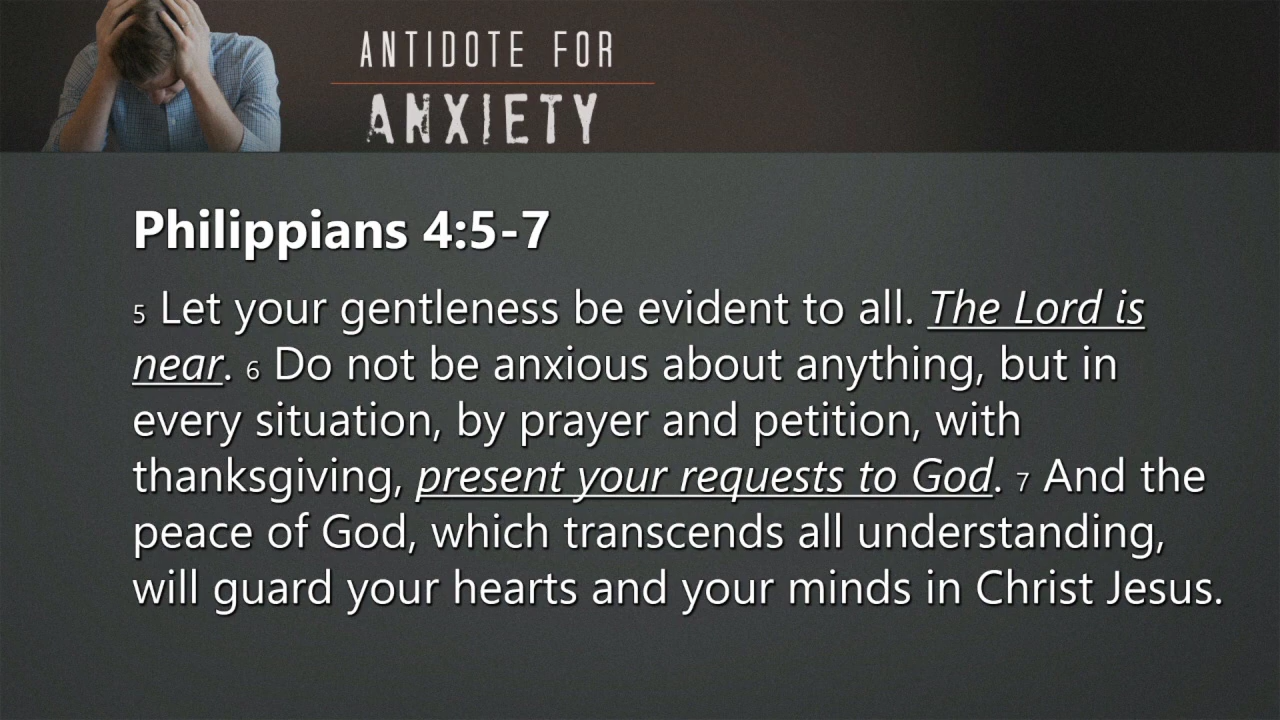 ANTIDOTE FOR
ANXIETY
Philippians 4:5-7
5 Let your gentleness be evident to all. The Lord is
near. 6 Do not be anxious about anything, but in
every situation, by prayer and petition, with
thanksgiving, present your requests to God. 7 And the
peace of God, which transcends all understanding,
will guard your hearts and your minds in Christ Jesus.